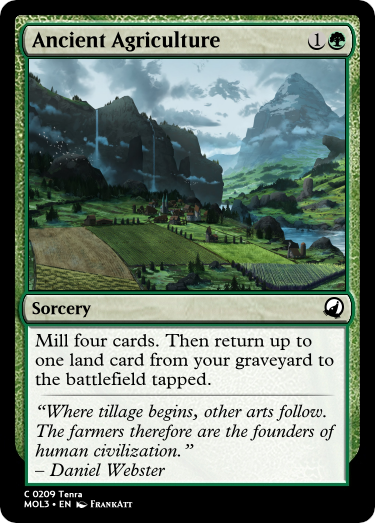 Ancient Agriculture 1
Sorcery
Mill four cards. Then return up to
one land card from your graveyard to
the battlefield tapped.
“Where tillage begins, other arts follow.
The farmers therefore are the founders of
human civilization.”
– Daniel Webster
C 0209 Tenra
MOL3 • EN FrankAtt